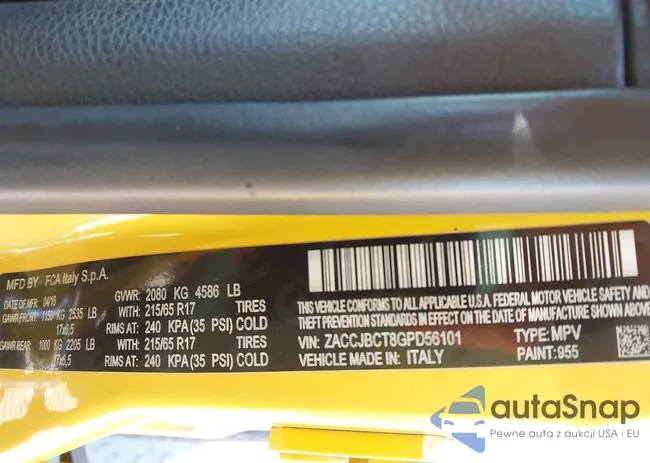 MFD BY FCA Italy S.p.A.
DATE OF MFR 04/16 GVWR: 2080 KG 4586 LB
GAWR FRONT: 1150 KG 2535 LB WITH: 215/65 R17 TIRES
17x6,5 RIMS AT: 240 KPA (35 PSI) COLD
GAWR REAR: 1000 KG 2205 LB WITH: 215/65 R17 TIRES
17x6,5 RIMS AT: 240 KPA (35 PSI) COLD
THIS VEHICLE CONFORMS TO ALL APPLICABLE U.S.A. FEDERAL MOTOR VEHICLE SAFETY, BUMPER, AND
THEFT PREVENTION STANDARDS IN EFFECT ON THE DATE OF MANUFACTURE SHOWN ABOVE
VIN: ZACCJBCT8GPD56101 TYPE: MPV
VEHICLE MADE IN: ITALY PAINT: 955
autaSnap
Pewne auta z aukcji USA i EU